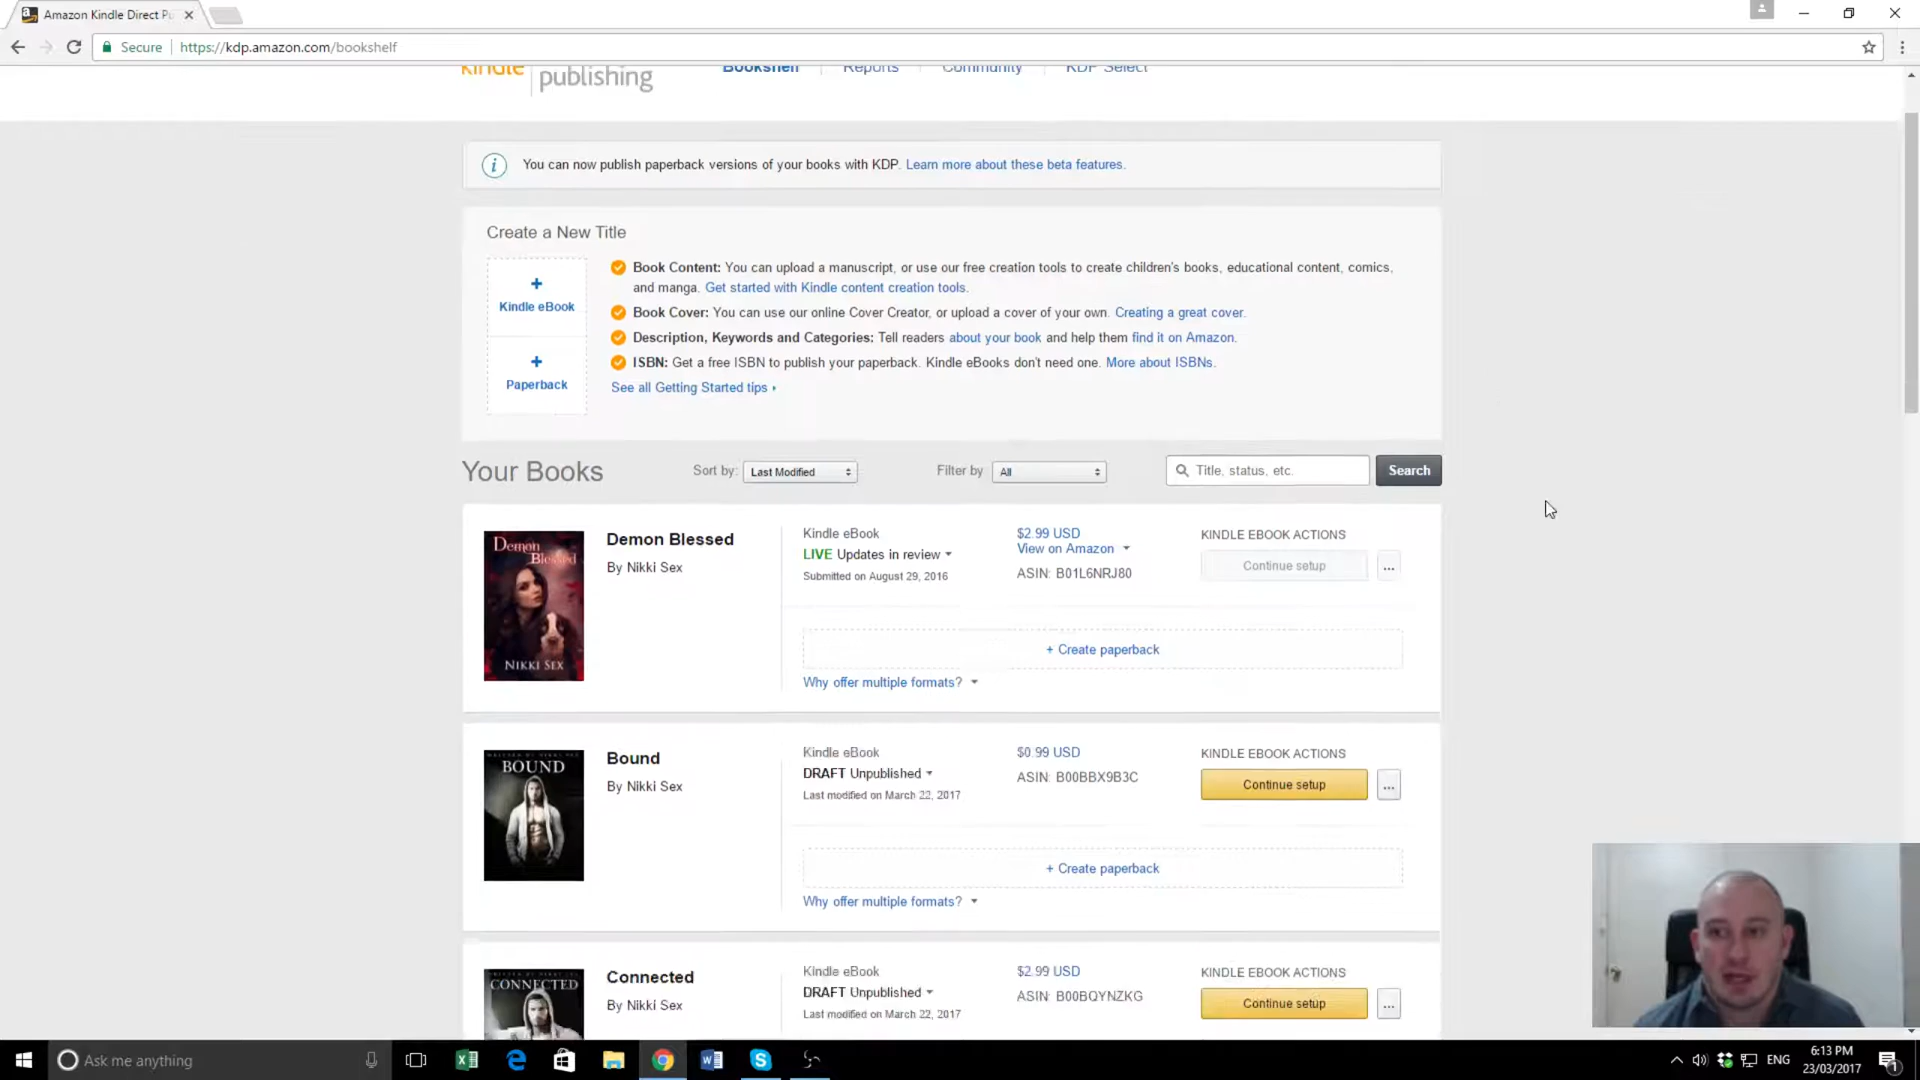 Amazon Kindle Direct Pu
Secure | https://kdp.amazon.com/bookshelf
kindle publishing
Bookshelf Reports Community KDP Select
You can now publish paperback versions of your books with KDP. Learn more about these beta features.
Create a New Title
+ Kindle eBook
+ Paperback
Book Content: You can upload a manuscript, or use our free creation tools to create children's books, educational content, comics,
and manga. Get started with Kindle content creation tools.
Book Cover: You can use our online Cover Creator, or upload a cover of your own. Creating a great cover.
Description, Keywords and Categories: Tell readers about your book and help them find it on Amazon.
ISBN: Get a free ISBN to publish your paperback. Kindle eBooks don't need one. More about ISBNs.
See all Getting Started tips
Your Books Sort by: Last Modified Filter by All Title, status, etc. Search
Demon
Blessed
NIKKI SEX
Demon Blessed
By Nikki Sex
Kindle eBook
LIVE Updates in review
Submitted on August 29, 2016
$2.99 USD
View on Amazon
ASIN: B01L6NRJ80
KINDLE EBOOK ACTIONS
Continue setup ...
+ Create paperback
Why offer multiple formats?
BOUND
Bound
By Nikki Sex
Kindle eBook
DRAFT Unpublished
Last modified on March 22, 2017
$0.99 USD
ASIN: B00BBX9B3C
KINDLE EBOOK ACTIONS
Continue setup ...
+ Create paperback
Why offer multiple formats?
CONNECTED
Connected
By Nikki Sex
Kindle eBook
DRAFT Unpublished
Last modified on March 22, 2017
$2.99 USD
ASIN: B00BQYNZKG
KINDLE EBOOK ACTIONS
Continue setup ...
Ask me anything
ENG
6:13 PM
23/03/2017
1